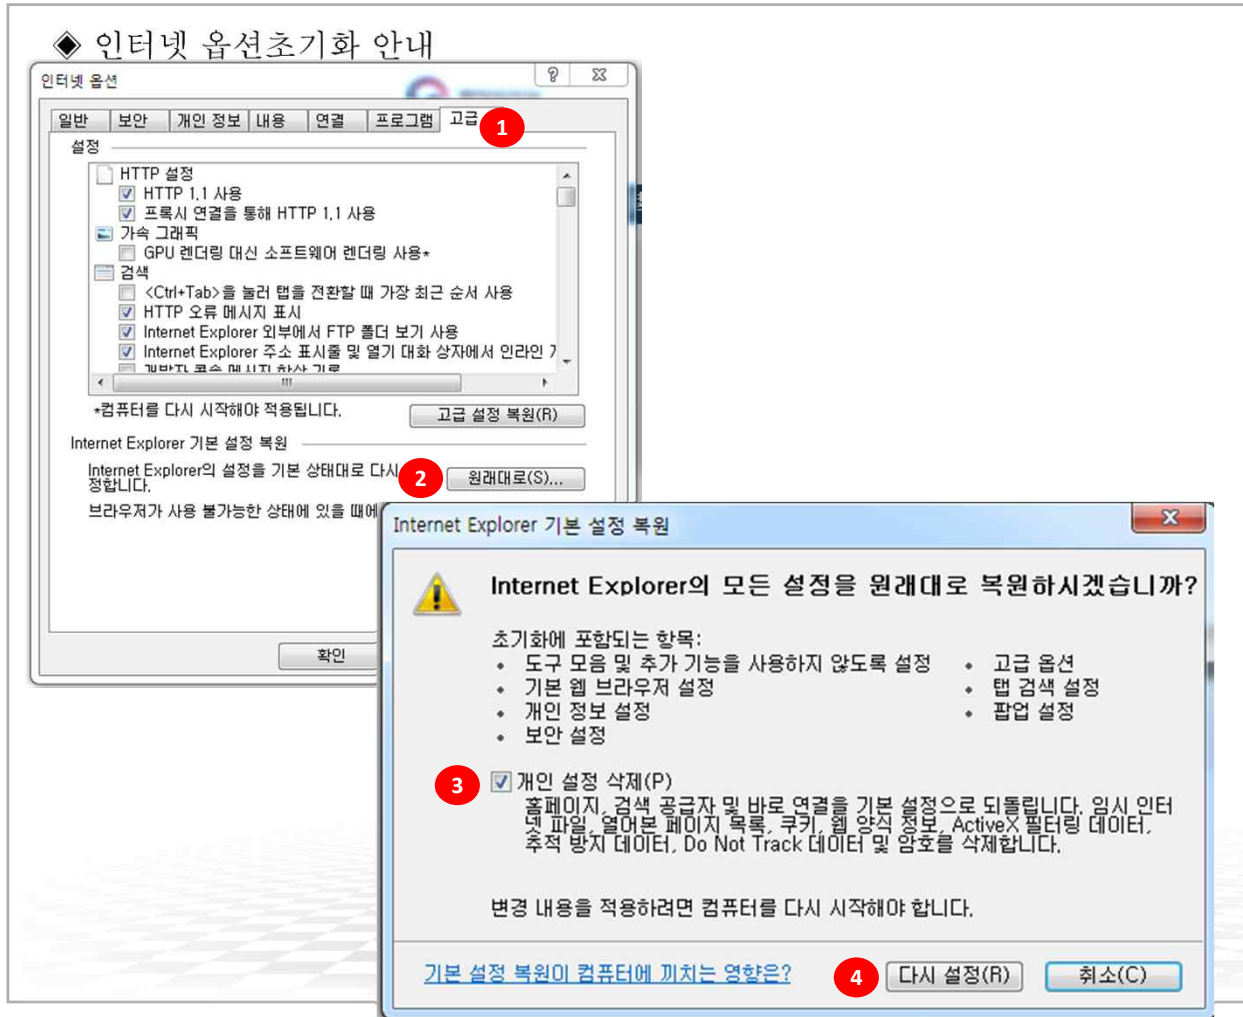 ◈ 인터넷 옵션초기화 안내
인터넷 옵션
일반 보안 개인 정보 내용 연결 프로그램 고급 1
설정
HTTP 설정
HTTP 1.1 사용
프록시 연결을 통해 HTTP 1.1 사용
가속 그래픽
GPU 렌더링 대신 소프트웨어 렌더링 사용*
검색
<Ctrl+Tab>을 눌러 탭을 전환할 때 가장 최근 순서 사용
HTTP 오류 메시지 표시
Internet Explorer 외부에서 FTP 폴더 보기 사용
Internet Explorer 주소 표시줄 및 열기 대화 상자에서 인라인
개발자 콘솔 메시지 항상 기록
*컴퓨터를 다시 시작해야 적용됩니다.
고급 설정 복원(R)
Internet Explorer 기본 설정 복원
Internet Explorer의 설정을 기본 상태대로 다시
정합니다.
2 원래대로(S)...
브라우저가 사용 불가능한 상태에 있을 때에
확인
Internet Explorer 기본 설정 복원
Internet Explorer의 모든 설정을 원래대로 복원하시겠습니까?
초기화에 포함되는 항목:
• 도구 모음 및 추가 기능을 사용하지 않도록 설정 • 고급 옵션
• 기본 웹 브라우저 설정 • 탭 검색 설정
• 개인 정보 설정 • 팝업 설정
• 보안 설정
3 개인 설정 삭제(P)
홈페이지, 검색 공급자 및 바로 연결을 기본 설정으로 되돌립니다. 임시 인터
넷 파일, 열어본 페이지 목록, 쿠키, 웹 양식 정보, ActiveX 필터링 데이터,
추적 방지 데이터, Do Not Track 데이터 및 암호를 삭제합니다.
변경 내용을 적용하려면 컴퓨터를 다시 시작해야 합니다.
기본 설정 복원이 컴퓨터에 끼치는 영향은? 4 다시 설정(R) 취소(C)